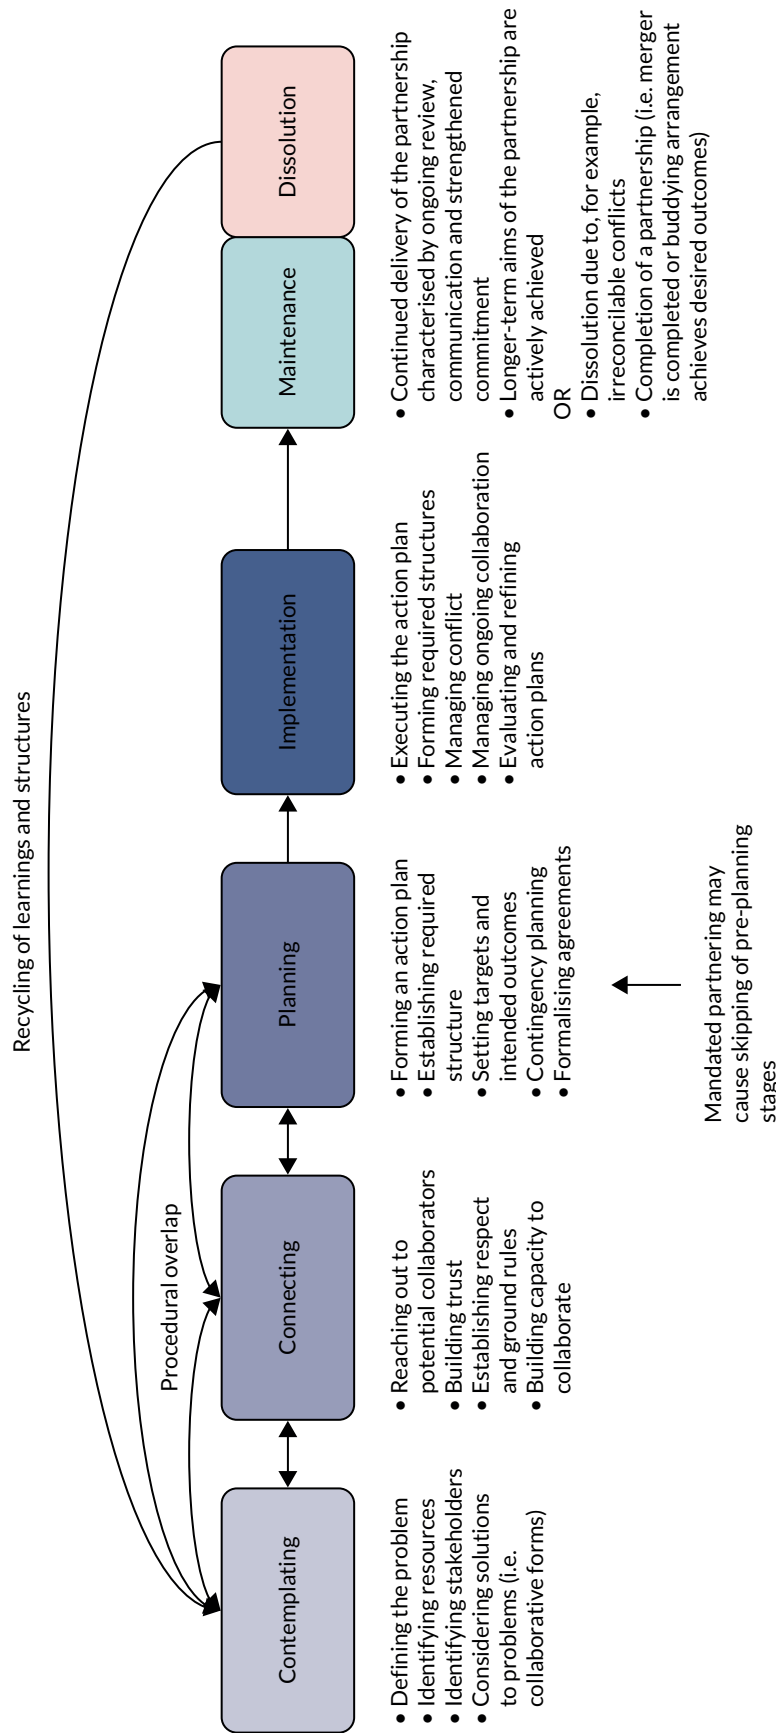 Recycling of learnings and structures
Procedural overlap
Contemplating
Connecting
Planning
Implementation
Maintenance
Dissolution
• Defining the problem
• Identifying resources
• Identifying stakeholders
• Considering solutions
to problems (i.e.
collaborative forms)
• Reaching out to
potential collaborators
• Building trust
• Establishing respect
and ground rules
• Building capacity to
collaborate
• Forming an action plan
• Establishing required
structure
• Setting targets and
intended outcomes
• Contingency planning
• Formalising agreements
• Executing the action plan
• Forming required structures
• Managing conflict
• Managing ongoing collaboration
• Evaluating and refining
action plans
• Continued delivery of the partnership
characterised by ongoing review,
communication and strengthened
commitment
• Longer-term aims of the partnership are
actively achieved
OR
• Dissolution due to, for example,
irreconcilable conflicts
• Completion of a partnership (i.e. merger
is completed or buddying arrangement
achieves desired outcomes)
Mandated partnering may
cause skipping of pre-planning
stages